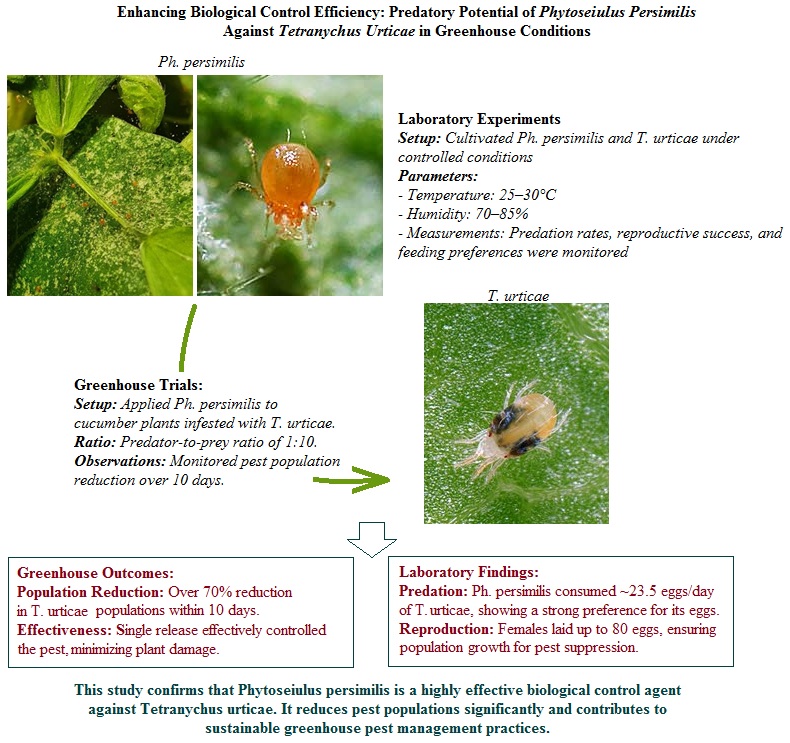 Enhancing Biological Control Efficiency: Predatory Potential of Phytoseiulus Persimilis
Against Tetranychus Urticae in Greenhouse Conditions
Ph. persimilis
Laboratory Experiments
Setup: Cultivated Ph. persimilis and T. urticae under
controlled conditions
Parameters:
- Temperature: 25–30°C
- Humidity: 70–85%
- Measurements: Predation rates, reproductive success, and
feeding preferences were monitored
T. urticae
Greenhouse Trials:
Setup: Applied Ph. persimilis to
cucumber plants infested with T. urticae.
Ratio: Predator-to-prey ratio of 1:10.
Observations: Monitored pest population
reduction over 10 days.
Greenhouse Outcomes:
Population Reduction: Over 70% reduction
in T. urticae populations within 10 days.
Effectiveness: Single release effectively controlled
the pest, minimizing plant damage.
Laboratory Findings:
Predation: Ph. persimilis consumed ~23.5 eggs/day
of T. urticae, showing a strong preference for its eggs.
Reproduction: Females laid up to 80 eggs, ensuring
population growth for pest suppression.
This study confirms that Phytoseiulus persimilis is a highly effective biological control agent
against Tetranychus urticae. It reduces pest populations significantly and contributes to
sustainable greenhouse pest management practices.